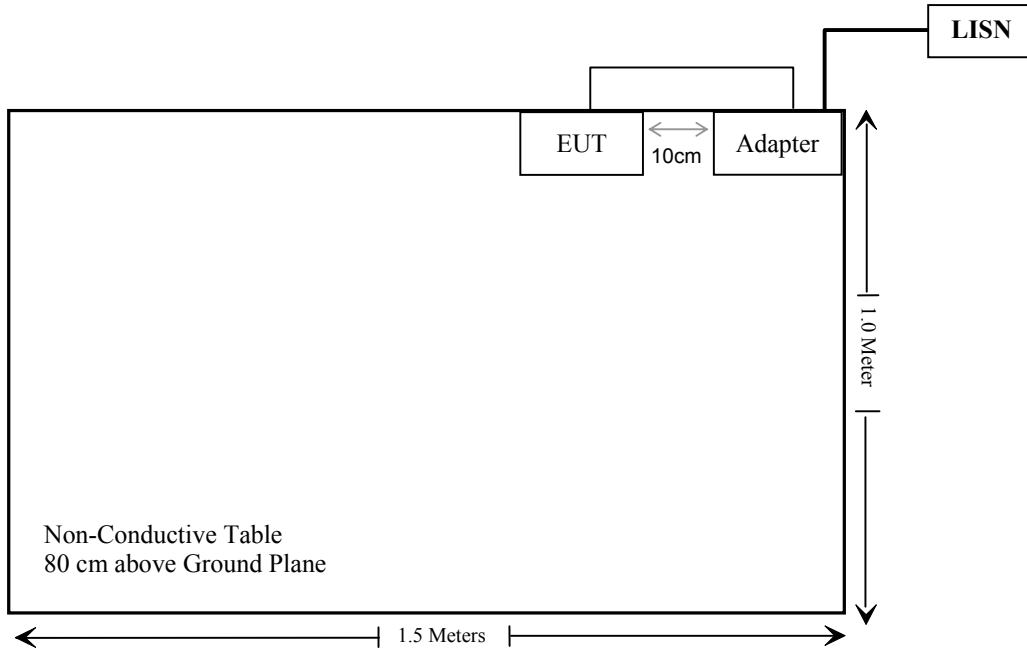 LISN
EUT
10cm
Adapter
1.0 Meter
Non-Conductive Table
80 cm above Ground Plane
1.5 Meters